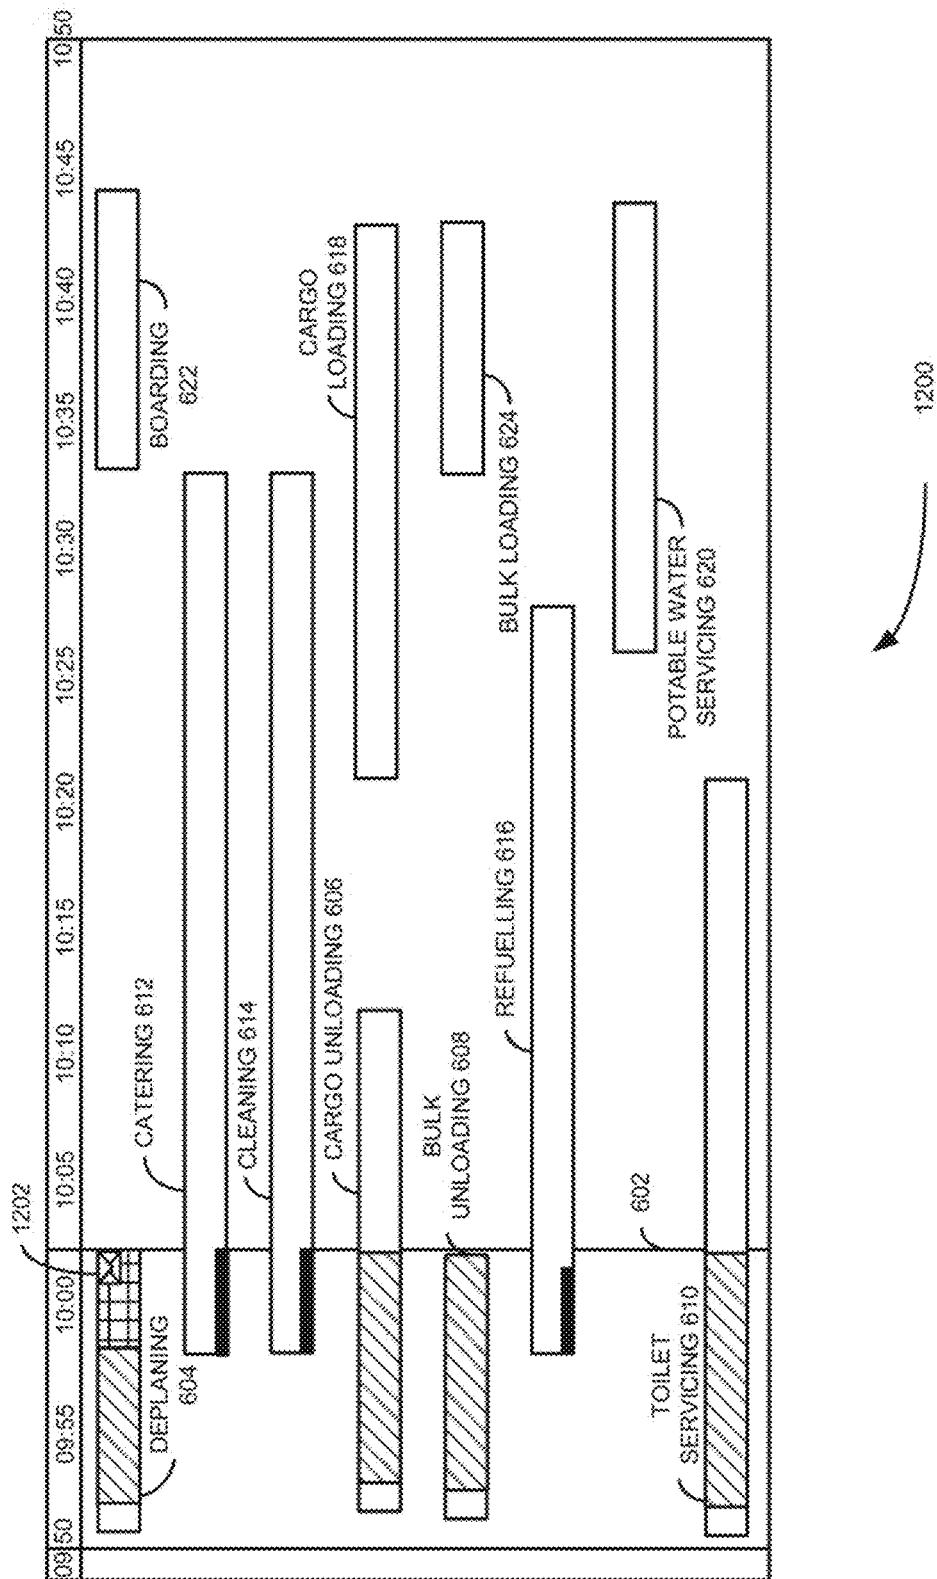 09:50 09:55 10:00 10:05 10:10 10:15 10:20 10:25 10:30 10:35 10:40 10:45 10:50
1202
DEPLANING
604
CATERING 612
BOARDING
622
CLEANING 614
CARGO UNLOADING 606
CARGO
LOADING 618
BULK
UNLOADING 608
BULK LOADING 624
REFUELLING 616
602
TOILET
SERVICING 610
POTABLE WATER
SERVICING 620
1200